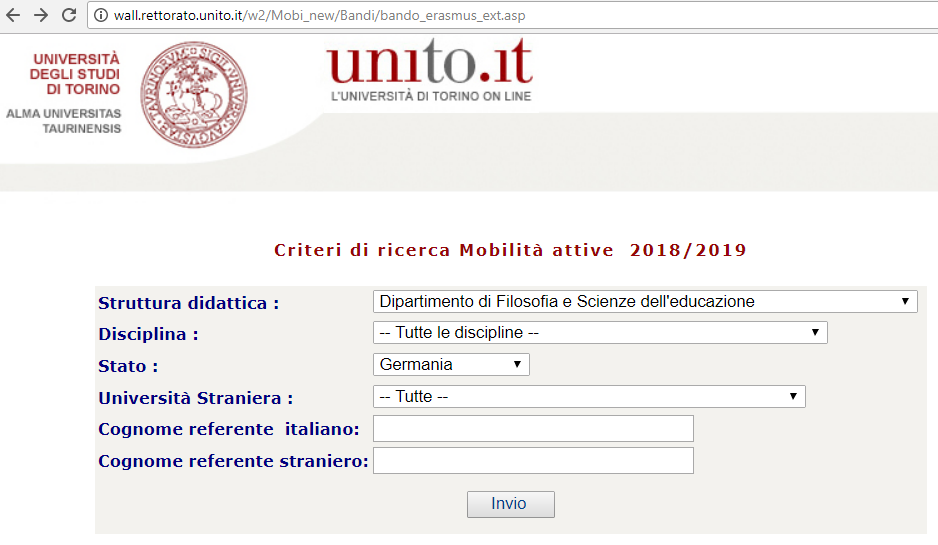 wall.rettorato.unito.it/w2/Mobi_new/Bandi/bando_erasmus_ext.asp
UNIVERSITÀ
DEGLI STUDI
DI TORINO
ALMA UNIVERSITAS
TAURINENSIS
unito.it
L'UNIVERSITÀ DI TORINO ON LINE
Criteri di ricerca Mobilità attive 2018/2019
Struttura didattica : Dipartimento di Filosofia e Scienze dell'educazione
Disciplina : -- Tutte le discipline --
Stato : Germania
Università Straniera : -- Tutte --
Cognome referente italiano:
Cognome referente straniero:
Invio